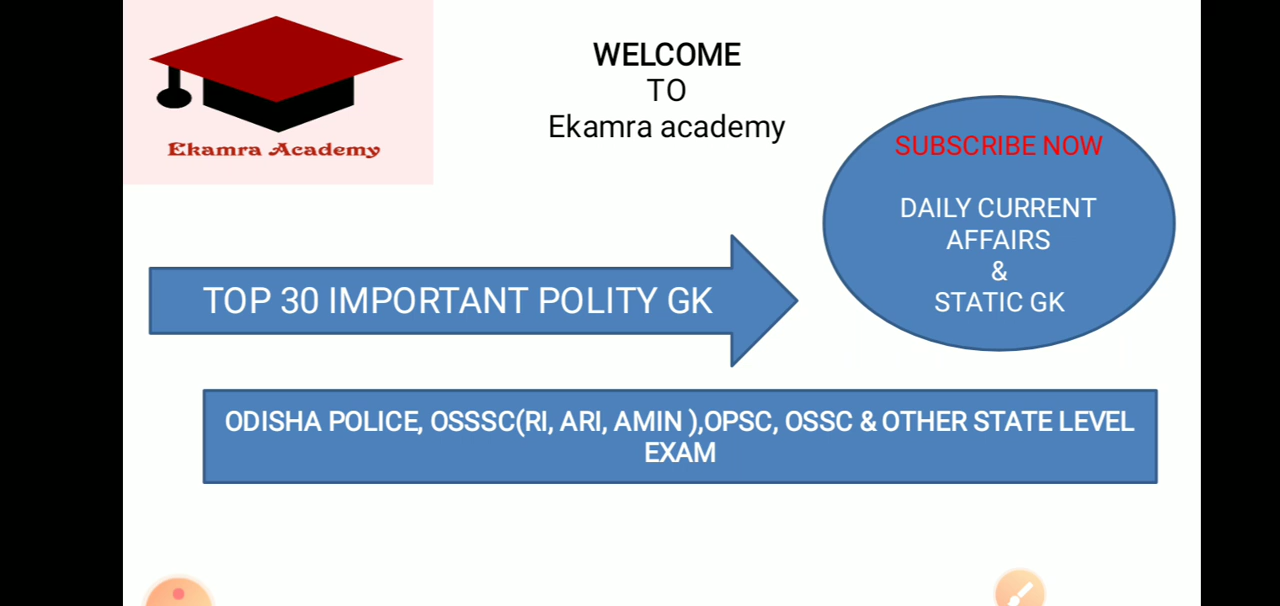 Ekamra Academy
WELCOME
TO
Ekamra academy
SUBSCRIBE NOW
DAILY CURRENT
AFFAIRS
&
STATIC GK
TOP 30 IMPORTANT POLITY GK
ODISHA POLICE, OSSSC(RI, ARI, AMIN ),OPSC, OSSC & OTHER STATE LEVEL
EXAM